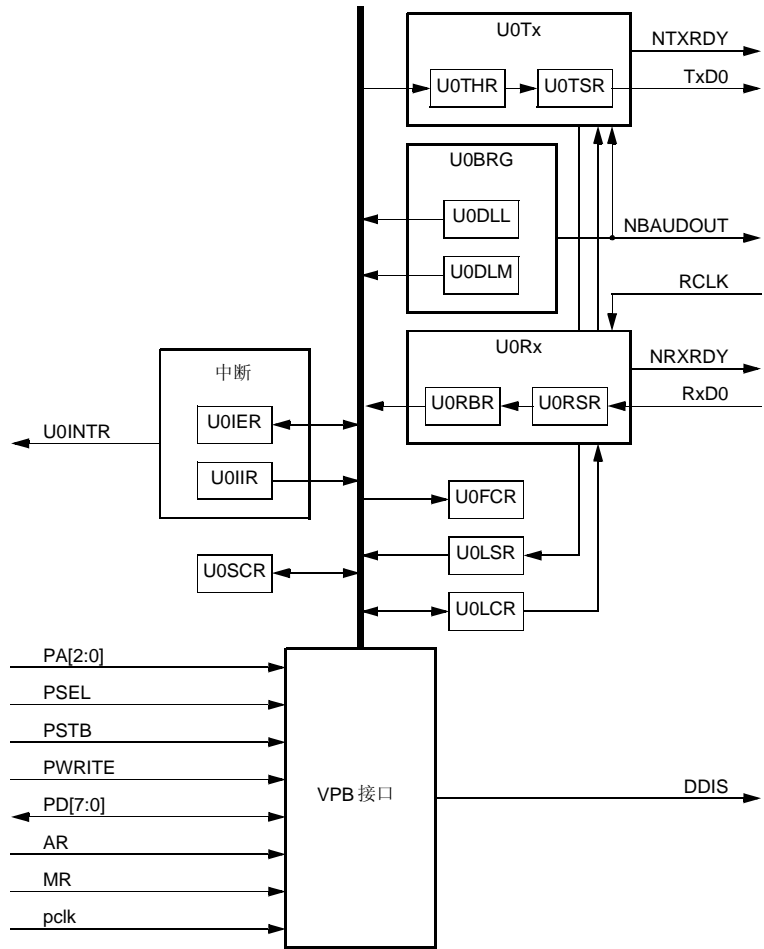 U0Tx
NTXRDY
U0THR
U0TSR
TxD0
U0BRG
U0DLL
NBAUDOUT
U0DLM
RCLK
U0Rx
NRXRDY
中断
U0RBR
U0RSR
RxD0
U0IER
U0INTR
U0IIR
U0FCR
U0LSR
U0SCR
U0LCR
PA[2:0]
PSEL
PSTB
PWRITE
VPB 接口
DDIS
PD[7:0]
AR
MR
pclk